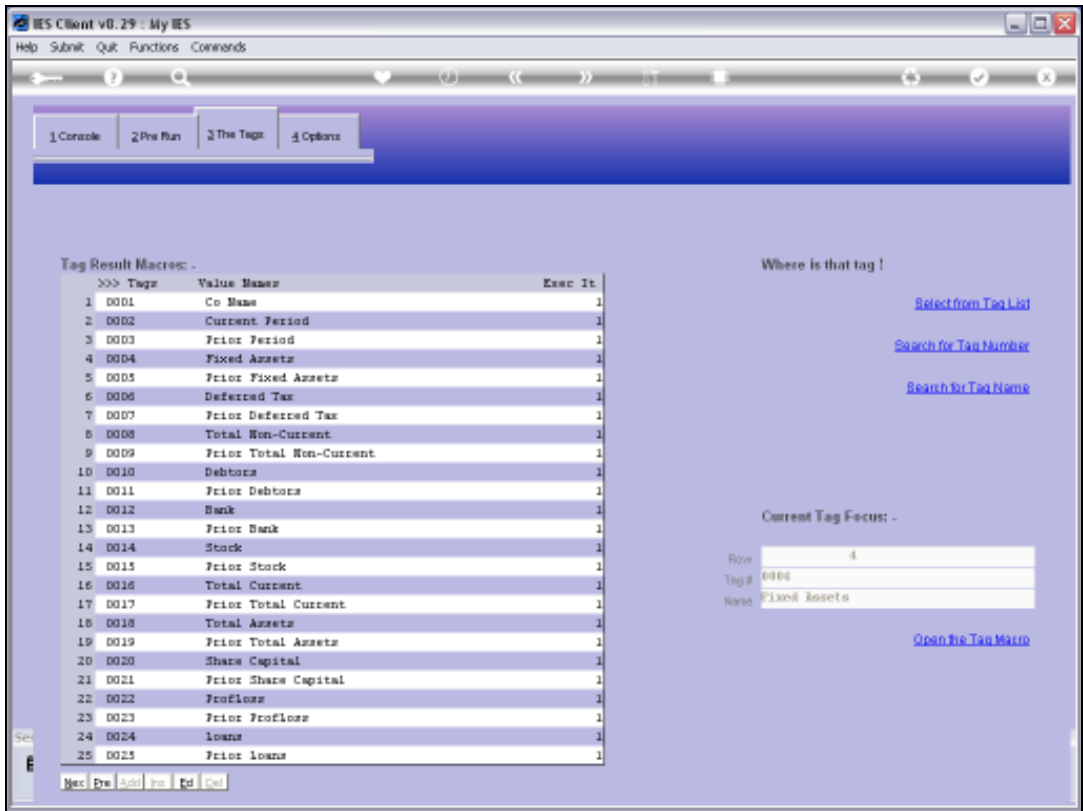 IES Client v8.29 : My IES
Help Submit Quit Functions Commands
1 Console 2 Pre Run 3 The Tags 4 Options
Tag Result Macros: -
>>> Tags Value Names Exec It
1 0001 Co Name 1
2 0002 Current Period 1
3 0003 Prior Period 1
4 0004 Fixed Assets 1
5 0005 Prior Fixed Assets 1
6 0006 Deferred Tax 1
7 0007 Prior Deferred Tax 1
8 0008 Total Non-Current 1
9 0009 Prior Total Non-Current 1
10 0010 Debtors 1
11 0011 Prior Debtors 1
12 0012 Bank 1
13 0013 Prior Bank 1
14 0014 Stock 1
15 0015 Prior Stock 1
16 0016 Total Current 1
17 0017 Prior Total Current 1
18 0018 Total Assets 1
19 0019 Prior Total Assets 1
20 0020 Share Capital 1
21 0021 Prior Share Capital 1
22 0022 Profloss 1
23 0023 Prior Profloss 1
24 0024 Loans 1
25 0025 Prior Loans 1
Nex Pre Add Ins Ed Del
Where is that tag !
Select from Tag List
Search for Tag Number
Search for Tag Name
Current Tag Focus: -
Row 4
Tag # 0004
Name Fixed Assets
Open the Tag Macro
Ses